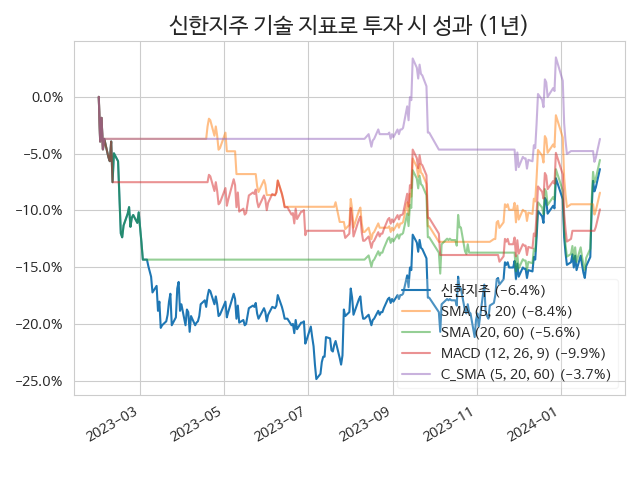 신한지주 기술 지표로 투자 시 성과 (1년)
0.0%
−5.0%
−10.0%
−15.0%
−20.0%
−25.0%
신한지주 (−6.4%)
SMA (5, 20) (−8.4%)
SMA (20, 60) (−5.6%)
MACD (12, 26, 9) (−9.9%)
C_SMA (5, 20, 60) (−3.7%)
2023−03
2023−05
2023−07
2023−09
2023−11
2024−01